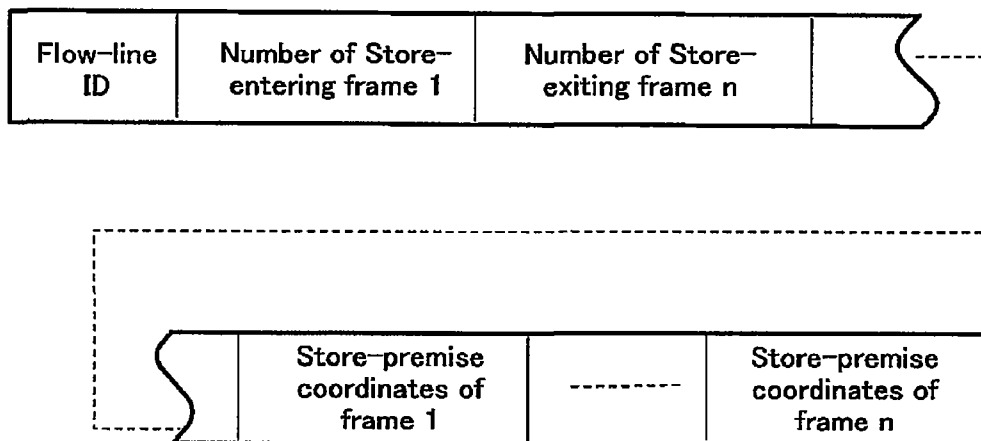 Flow-line
ID
Number of Store-
entering frame 1
Number of Store-
exiting frame n
Store-premise
coordinates of
frame 1
Store-premise
coordinates of
frame n